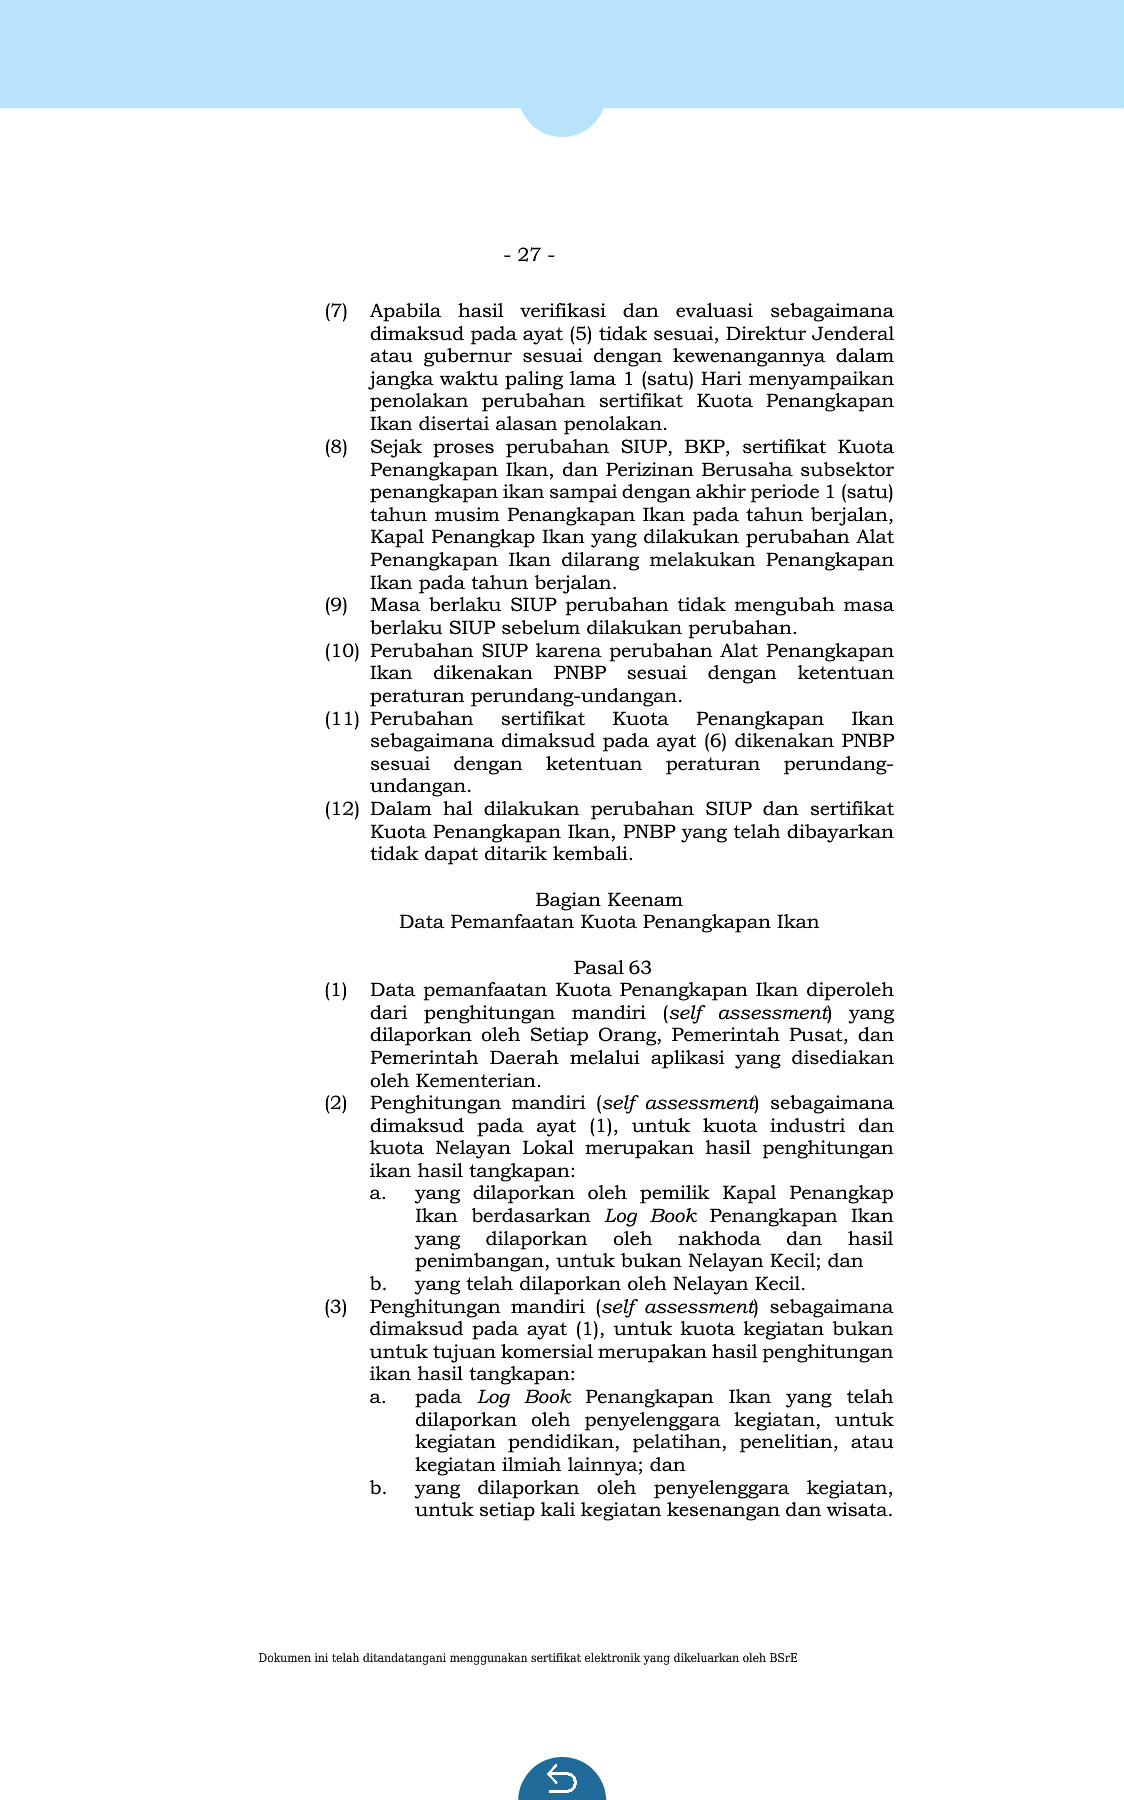 - 27 -
(7) Apabila hasil verifikasi dan evaluasi sebagaimana
dimaksud pada ayat (5) tidak sesuai, Direktur Jenderal
atau gubernur sesuai dengan kewenangannya dalam
jangka waktu paling lama 1 (satu) Hari menyampaikan
penolakan perubahan sertifikat Kuota Penangkapan
Ikan disertai alasan penolakan.
(8) Sejak proses perubahan SIUP, BKP, sertifikat Kuota
Penangkapan Ikan, dan Perizinan Berusaha subsektor
penangkapan ikan sampai dengan akhir periode 1 (satu)
tahun musim Penangkapan Ikan pada tahun berjalan,
Kapal Penangkap Ikan yang dilakukan perubahan Alat
Penangkapan Ikan dilarang melakukan Penangkapan
Ikan pada tahun berjalan.
(9) Masa berlaku SIUP perubahan tidak mengubah masa
berlaku SIUP sebelum dilakukan perubahan.
(10) Perubahan SIUP karena perubahan Alat Penangkapan
Ikan dikenakan PNBP sesuai dengan ketentuan
peraturan perundang-undangan.
(11) Perubahan sertifikat Kuota Penangkapan Ikan
sebagaimana dimaksud pada ayat (6) dikenakan PNBP
sesuai dengan ketentuan peraturan perundang-
undangan.
(12) Dalam hal dilakukan perubahan SIUP dan sertifikat
Kuota Penangkapan Ikan, PNBP yang telah dibayarkan
tidak dapat ditarik kembali.
Bagian Keenam
Data Pemanfaatan Kuota Penangkapan Ikan
Pasal 63
(1) Data pemanfaatan Kuota Penangkapan Ikan diperoleh
dari penghitungan mandiri (self assessment) yang
dilaporkan oleh Setiap Orang, Pemerintah Pusat, dan
Pemerintah Daerah melalui aplikasi yang disediakan
oleh Kementerian.
(2) Penghitungan mandiri (self assessment) sebagaimana
dimaksud pada ayat (1), untuk kuota industri dan
kuota Nelayan Lokal merupakan hasil penghitungan
ikan hasil tangkapan:
a. yang dilaporkan oleh pemilik Kapal Penangkap
Ikan berdasarkan Log Book Penangkapan Ikan
yang dilaporkan oleh nakhoda dan hasil
penimbangan, untuk bukan Nelayan Kecil; dan
b. yang telah dilaporkan oleh Nelayan Kecil.
(3) Penghitungan mandiri (self assessment) sebagaimana
dimaksud pada ayat (1), untuk kuota kegiatan bukan
untuk tujuan komersial merupakan hasil penghitungan
ikan hasil tangkapan:
a. pada Log Book Penangkapan Ikan yang telah
dilaporkan oleh penyelenggara kegiatan, untuk
kegiatan pendidikan, pelatihan, penelitian, atau
kegiatan ilmiah lainnya; dan
b. yang dilaporkan oleh penyelenggara kegiatan,
untuk setiap kali kegiatan kesenangan dan wisata.
Dokumen ini telah ditandatangani menggunakan sertifikat elektronik yang dikeluarkan oleh BSrE